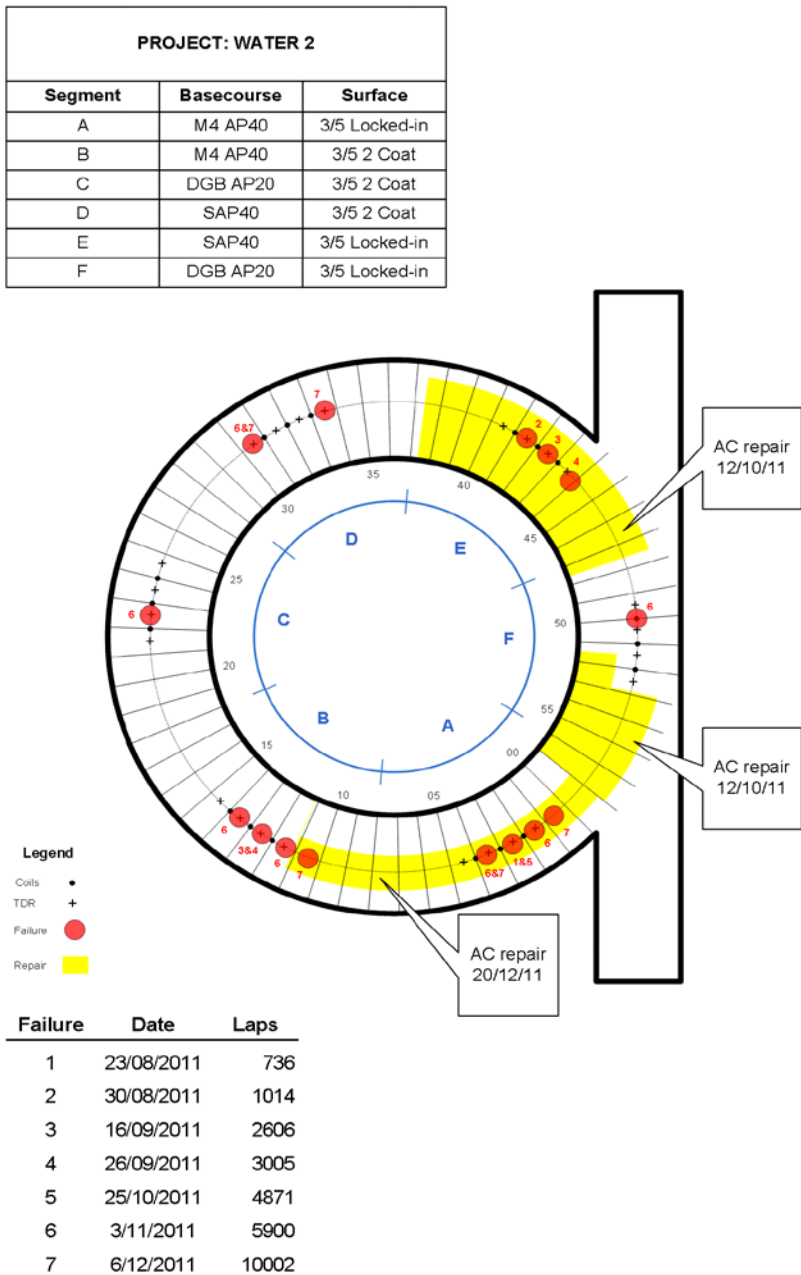 PROJECT: WATER 2
Segment Basecourse Surface
A M4 AP40 3/5 Locked-in
B M4 AP40 3/5 2 Coat
C DGB AP20 3/5 2 Coat
D SAP40 3/5 2 Coat
E SAP40 3/5 Locked-in
F DGB AP20 3/5 Locked-in
7
6&7
2
3
4
AC repair
12/10/11
35
40
30
D
E
45
25
C
6
F
50
6
20
B
A
55
15
00
AC repair
12/10/11
10
05
6
3&4
6
7
6&7
1&5
6
7
Legend
Coils
TDR
Failure
Repair
AC repair
20/12/11
Failure Date Laps
1 23/08/2011 736
2 30/08/2011 1014
3 16/09/2011 2606
4 26/09/2011 3005
5 25/10/2011 4871
6 3/11/2011 5900
7 6/12/2011 10002